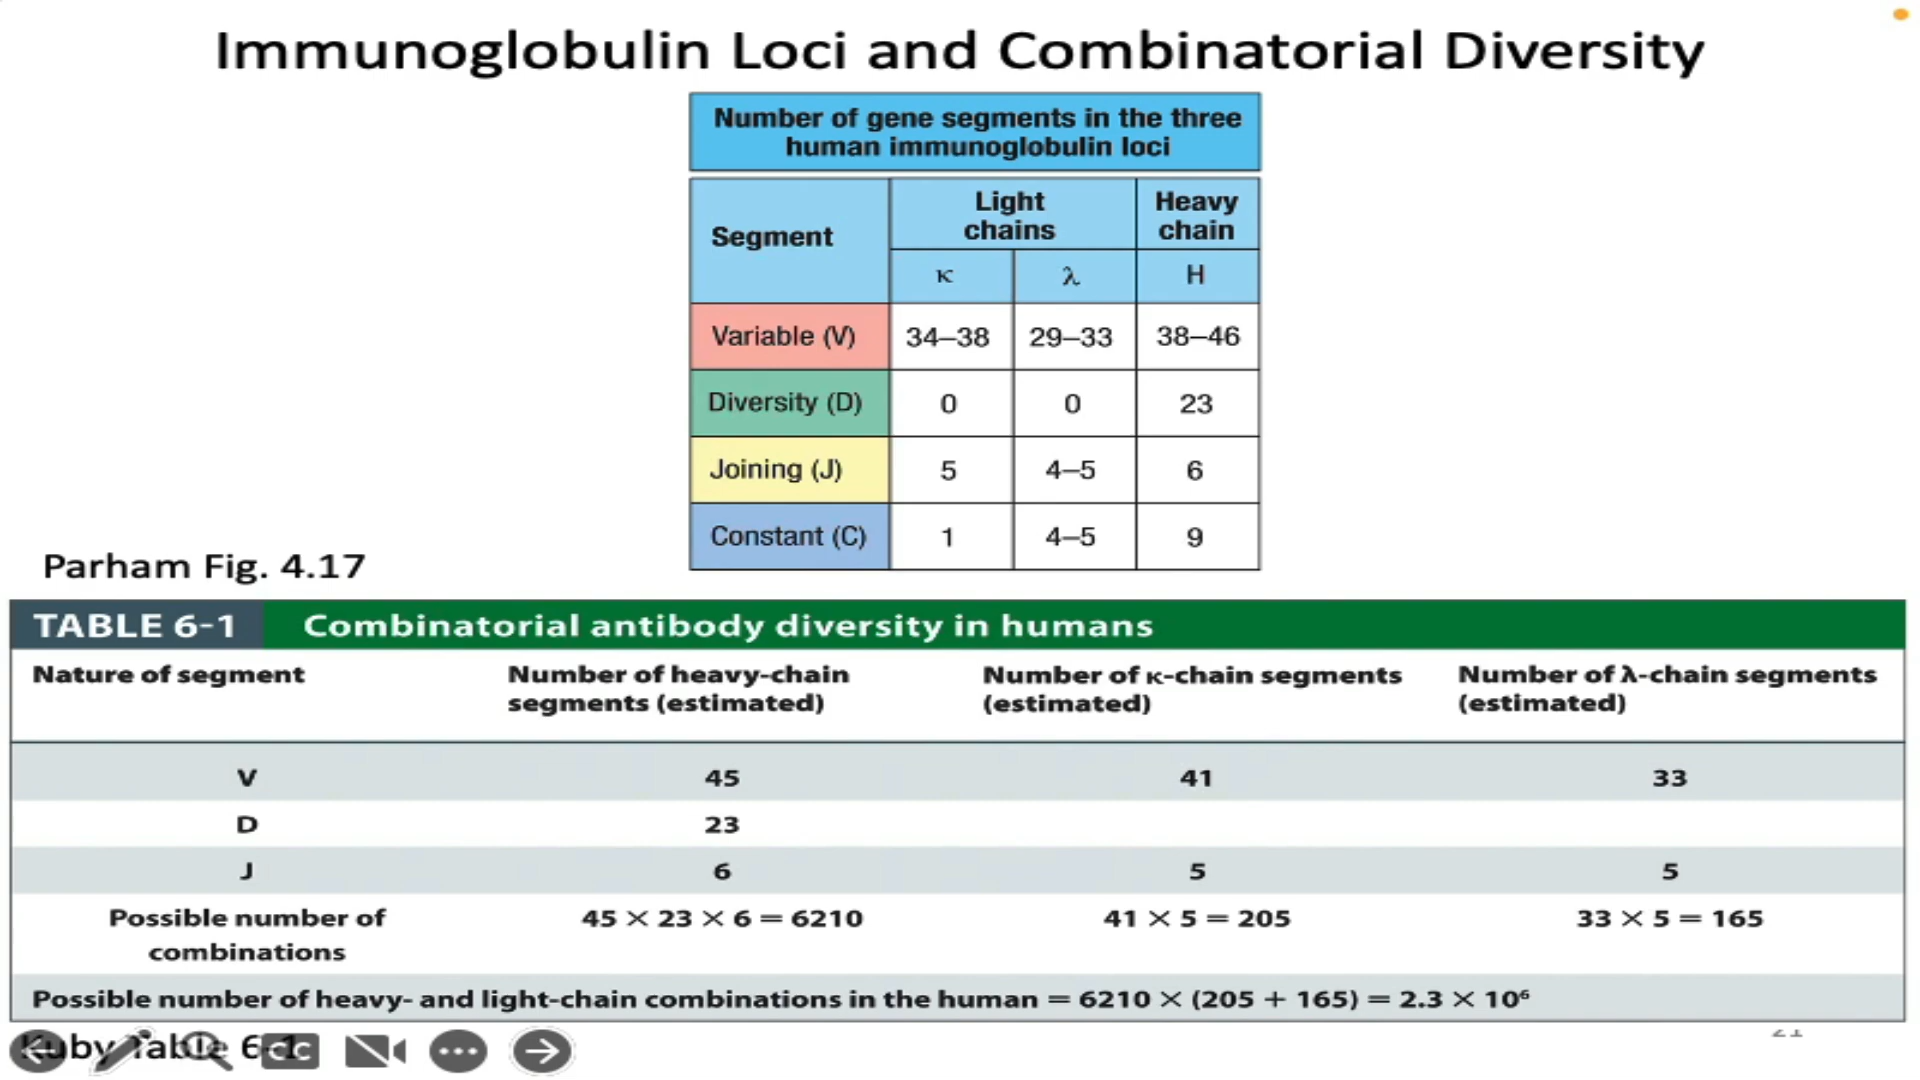 Immunoglobulin Loci and Combinatorial Diversity
Number of gene segments in the three
human immunoglobulin loci
Segment
Light
chains
Heavy
chain
κ λ H
Variable (V) 34–38 29–33 38–46
Diversity (D) 0 0 23
Joining (J) 5 4–5 6
Constant (C) 1 4–5 9
Parham Fig. 4.17
TABLE 6-1 Combinatorial antibody diversity in humans
Nature of segment
Number of heavy-chain
segments (estimated)
Number of κ-chain segments
(estimated)
Number of λ-chain segments
(estimated)
V 45 41 33
D 23
J 6 5 5
Possible number of
combinations
45 × 23 × 6 = 6210 41 × 5 = 205 33 × 5 = 165
Possible number of heavy- and light-chain combinations in the human = 6210 × (205 + 165) = 2.3 × 10⁶
Kuby Table 6-1
CC